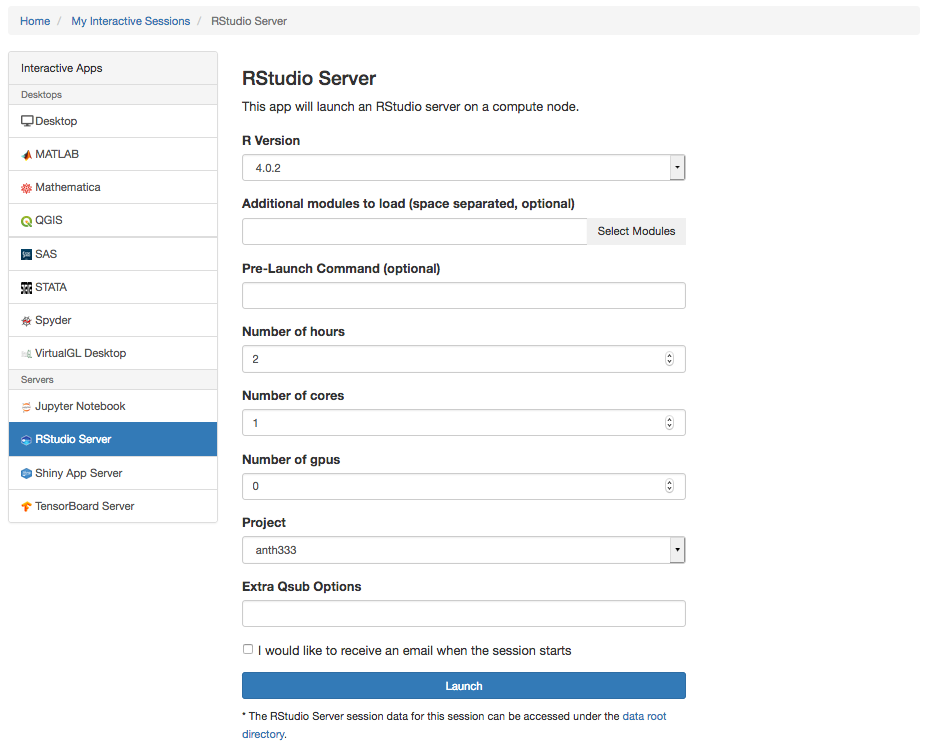 Home / My Interactive Sessions / RStudio Server
Interactive Apps
Desktops
Desktop
MATLAB
Mathematica
QGIS
SAS
STATA
Spyder
VirtualGL Desktop
Servers
Jupyter Notebook
RStudio Server
Shiny App Server
TensorBoard Server
RStudio Server
This app will launch an RStudio server on a compute node.
R Version
4.0.2
Additional modules to load (space separated, optional)
Select Modules
Pre-Launch Command (optional)
Number of hours
2
Number of cores
1
Number of gpus
0
Project
anth333
Extra Qsub Options
I would like to receive an email when the session starts
Launch
* The RStudio Server session data for this session can be accessed under the data root
directory.